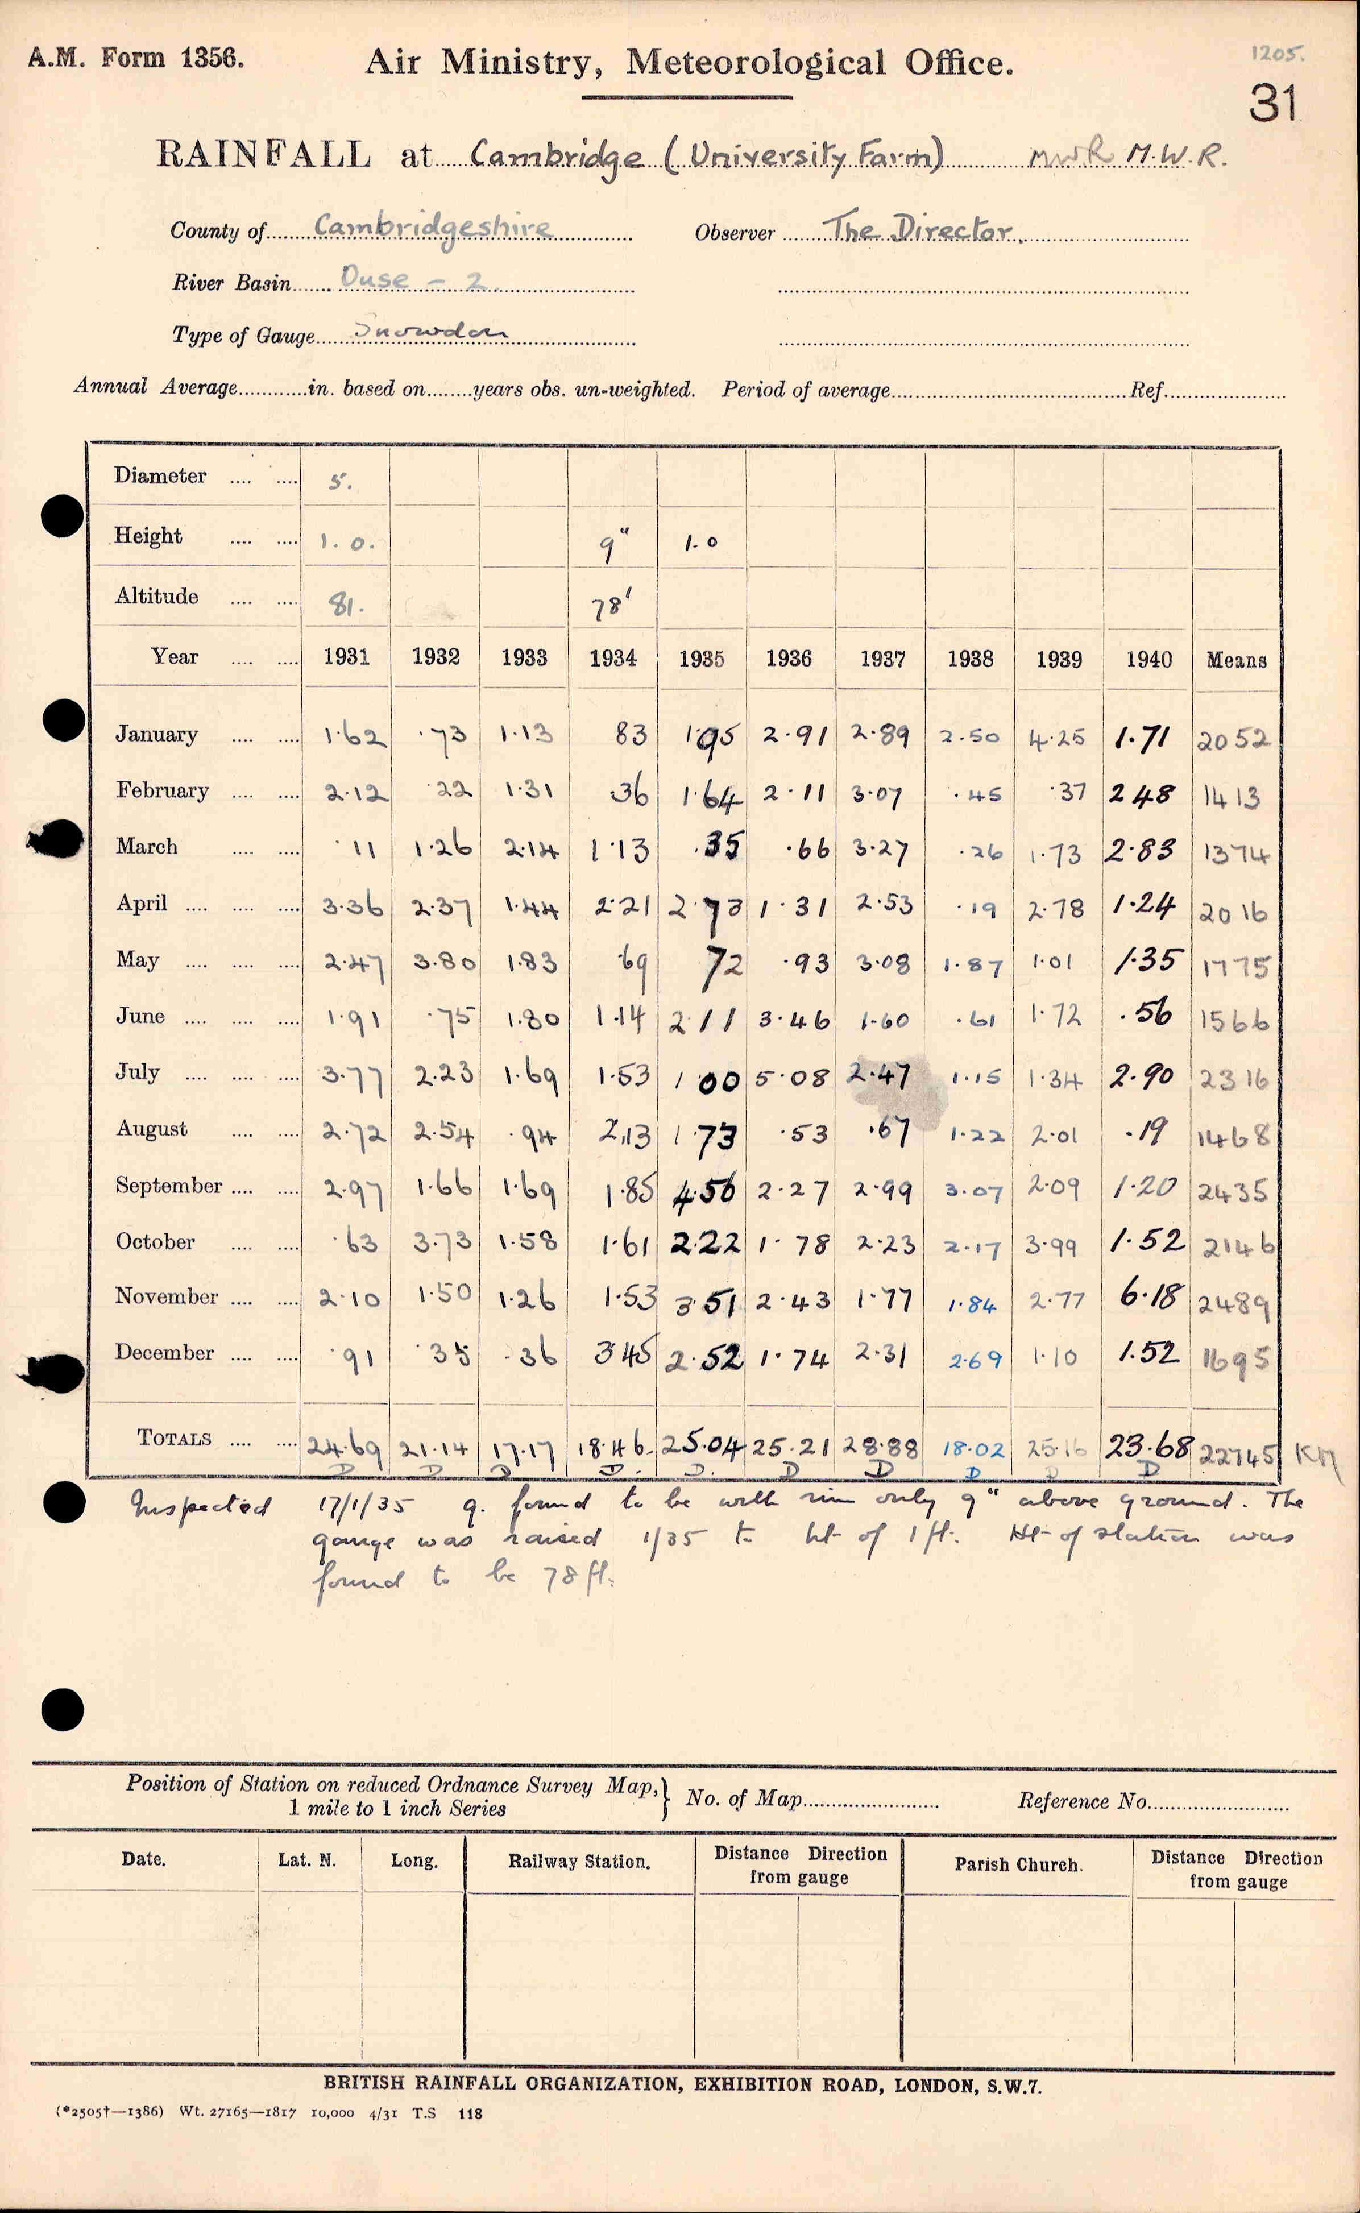 A.M. Form 1356. Air Ministry, Meteorological Office. 1205.
31
RAINFALL at Cambridge (University Farm) MWR M.W.R.
County of Cambridgeshire Observer The Director.
River Basin Ouse - 2.
Type of Gauge Snowdon
Annual Average in. based on years obs. un-weighted. Period of average Ref.
Diameter 5.
Height 1.0. 9" 1.0
Altitude 81. 78'
Year 1931 1932 1933 1934 1935 1936 1937 1938 1939 1940 Means
January 1.62 .73 1.13 83 1.95 2.91 2.89 2.50 4.25 1.71 2052
February 2.12 22 1.31 36 1 64 2.11 3.07 .45 .37 2 48 1413
March .11 1.26 2.14 1.13 .35 .66 3.27 .26 1.73 2.83 1374
April 3.36 2.37 1.44 2.21 2 73 1.31 2.53 .19 2.78 1.24 2016
May 2.47 3.80 1.83 .69 72 .93 3.08 1.87 1.01 1.35 1775
June 1.91 .75 1.80 1.14 2 11 3.46 1.60 .61 1.72 .56 1566
July 3.77 2.23 1.69 1.53 1 00 5.08 2.47 1.15 1.34 2.90 2316
August 2.72 2.54 .94 2.13 1 73 .53 .67 1.22 2.01 .19 1468
September 2.97 1.66 1.69 1.85 4.56 2.27 2.99 3.07 2.09 1.20 2435
October .63 3.73 1.58 1.61 2.22 1.78 2.23 2.17 3.99 1.52 2146
November 2.10 1.50 1.26 1.53 3 51 2.43 1.77 1.84 2.77 6.18 2489
December .91 .35 .36 3.45 2.52 1.74 2.31 2.69 1.10 1.52 1695
TOTALS 24.69 21.14 17.17 18.46 25.04 25.21 28.88 18.02 25.16 23.68 22745 KM
D D D D. D. D D D D D
Inspected 17/1/35 g. found to be with rim only 9" above ground. The
gauge was raised 1/35 to ht of 1 ft. Ht of station was
found to be 78 ft.
Position of Station on reduced Ordnance Survey Map,
1 mile to 1 inch Series } No. of Map Reference No.
Date. Lat. N. Long. Railway Station. Distance Direction from gauge Parish Church. Distance Direction from gauge
BRITISH RAINFALL ORGANIZATION, EXHIBITION ROAD, LONDON, S.W.7.
(*2505†—1386) Wt. 27165—1817 10,000 4/31 T.S 118